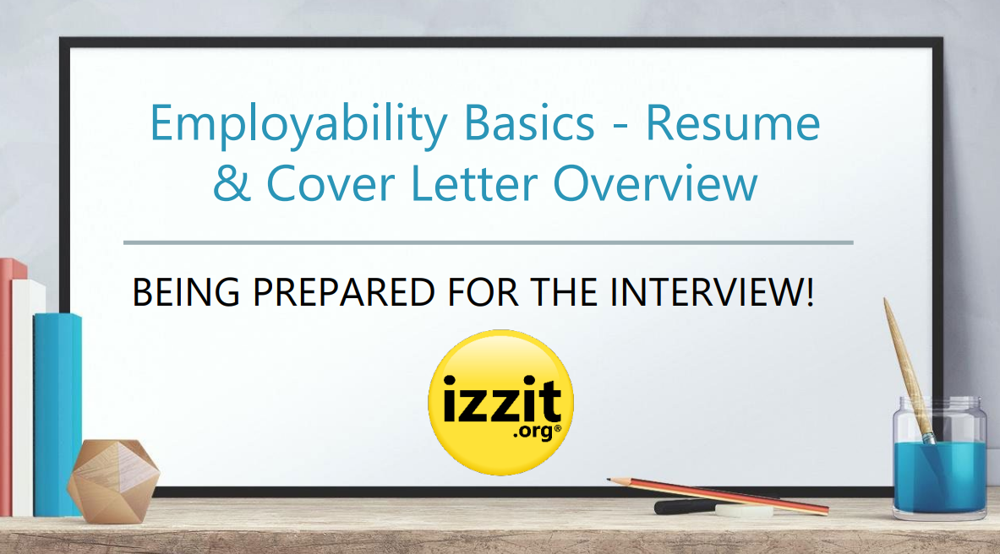 Employability Basics - Resume
& Cover Letter Overview
BEING PREPARED FOR THE INTERVIEW!
izzit
.org®